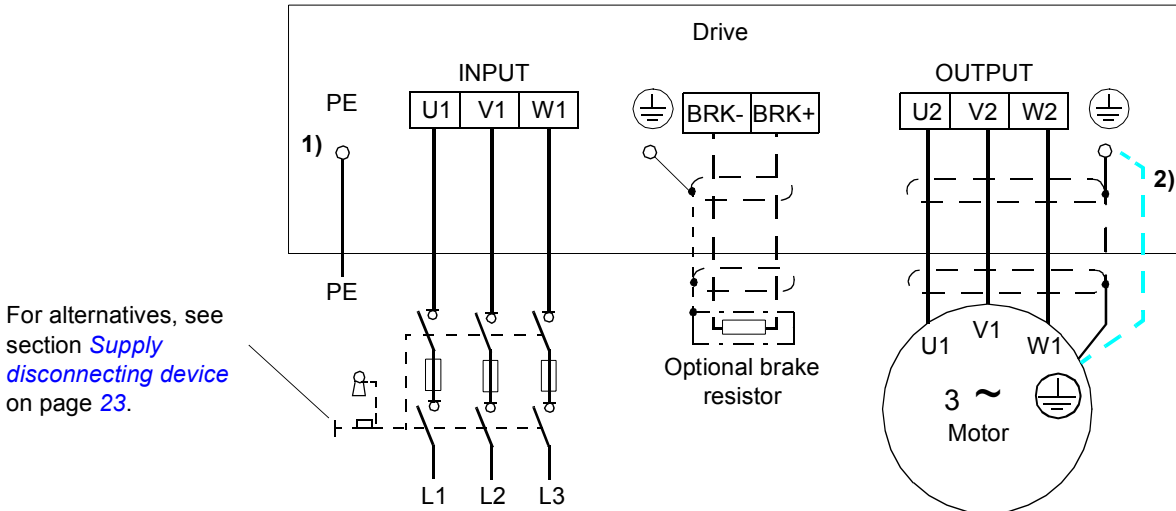 Drive
INPUT
OUTPUT
PE
U1 V1 W1
BRK- BRK+
U2 V2 W2
1)
2)
PE
For alternatives, see
section Supply
disconnecting device
on page 23.
Optional brake
resistor
U1 V1 W1
3 ~
Motor
L1 L2 L3